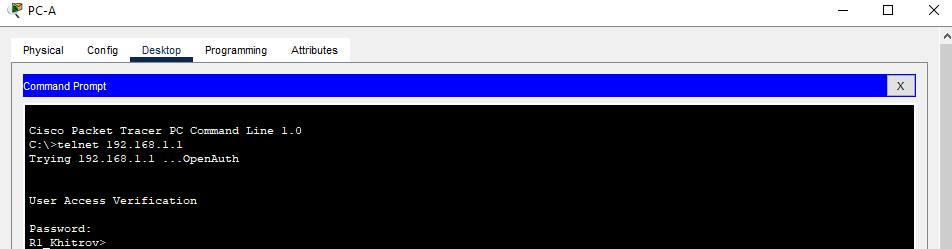 PC-A
Physical Config Desktop Programming Attributes
Command Prompt
X
Cisco Packet Tracer PC Command Line 1.0
C:\>telnet 192.168.1.1
Trying 192.168.1.1 ...OpenAuth
User Access Verification
Password:
R1_Khitrov>